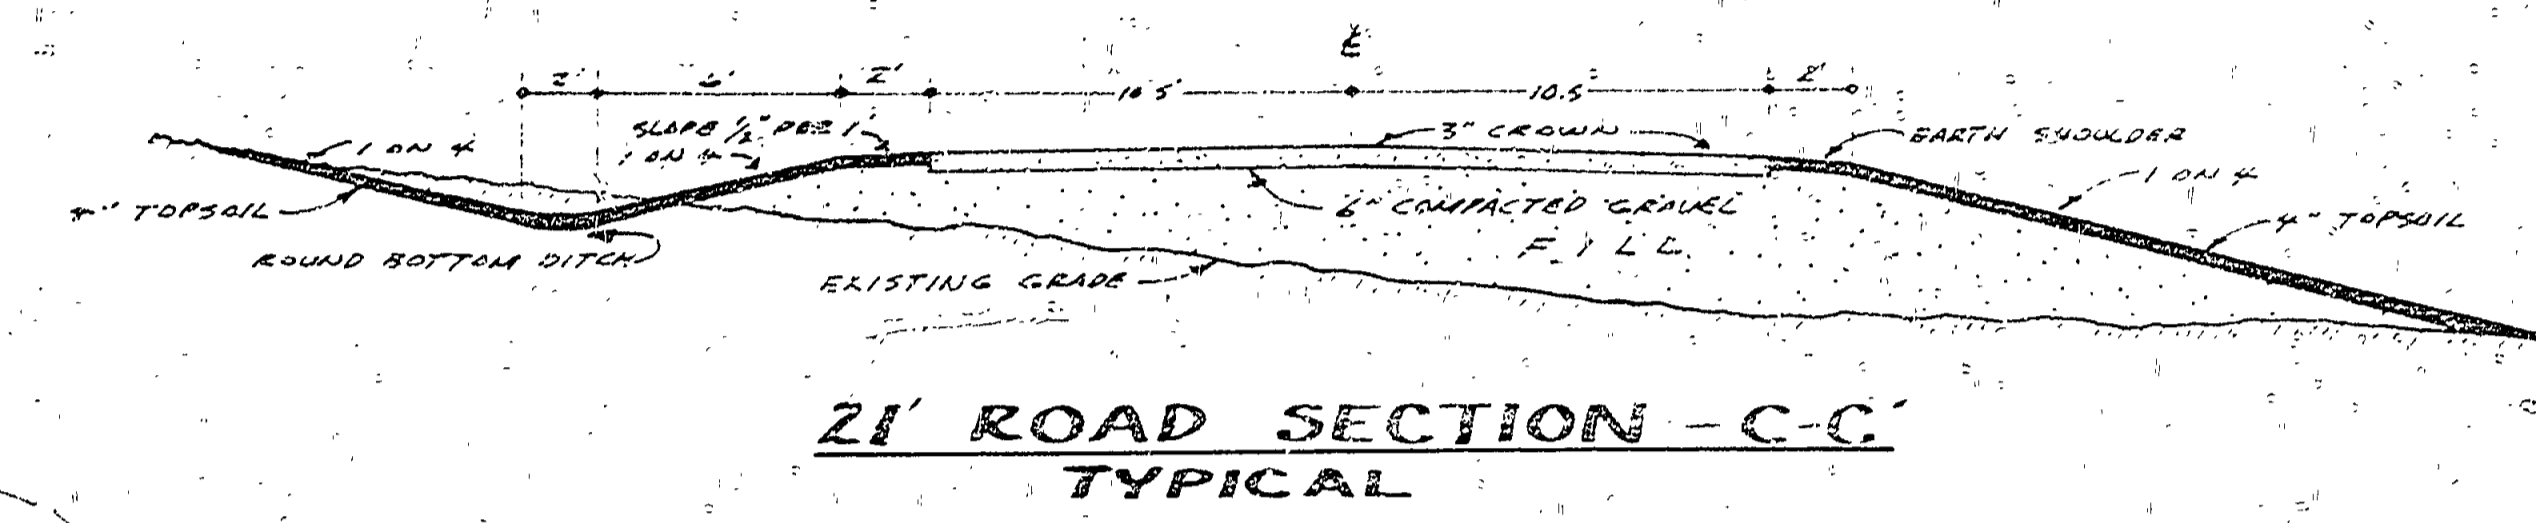 ℄
2' 6' 2' 10.5' 10.5 2'
SLOPE 1/2" PER 1'
3" CROWN
EARTH SHOULDER
1 ON 4
1 ON 4
1 ON 4
4" TOPSOIL
6" COMPACTED GRAVEL
4" TOPSOIL
FILL
ROUND BOTTOM DITCH
EXISTING GRADE
21' ROAD SECTION - C-C'
TYPICAL